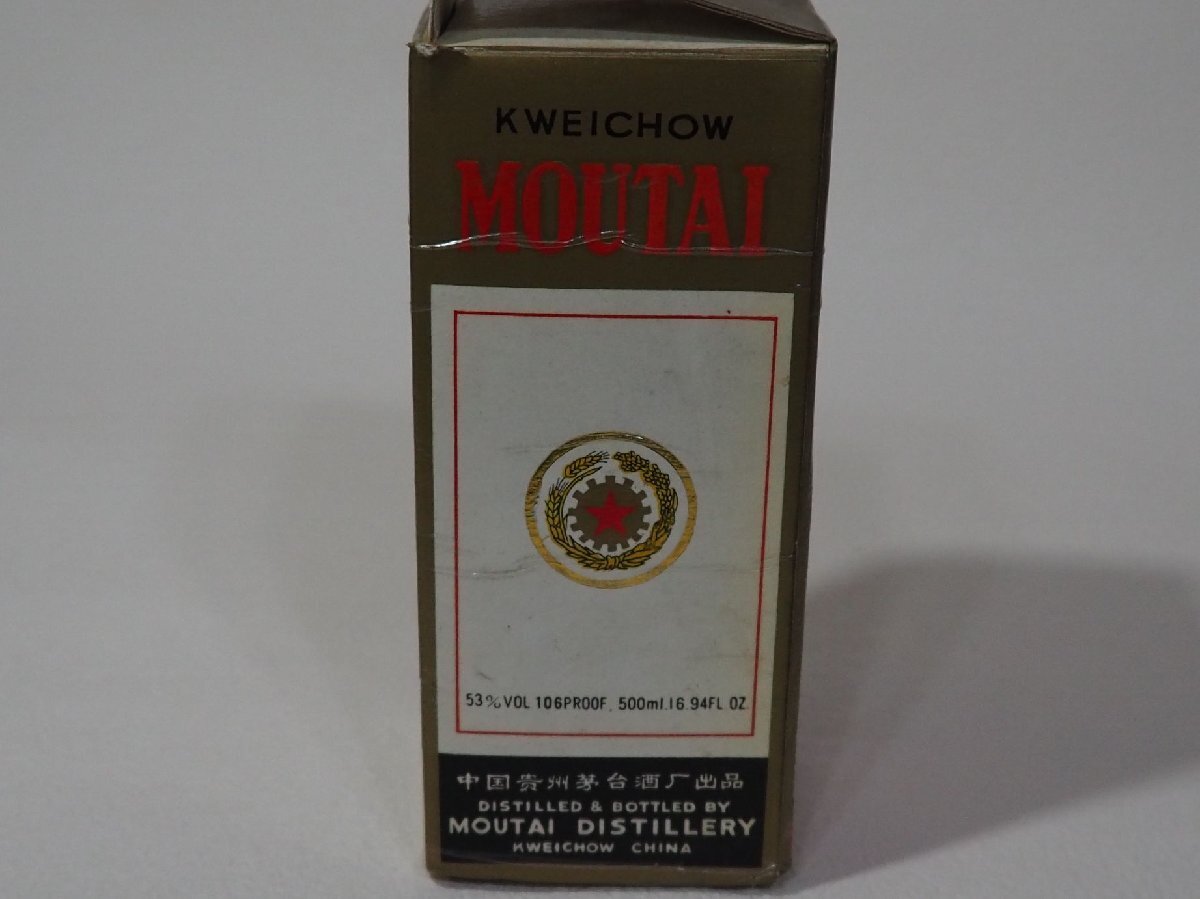 KWEICHOW
MOUTAI
53%VOL 106PROOF. 500ml.16.94FL OZ
中国贵州茅台酒厂出品
DISTILLED & BOTTLED BY
MOUTAI DISTILLERY
KWEICHOW CHINA